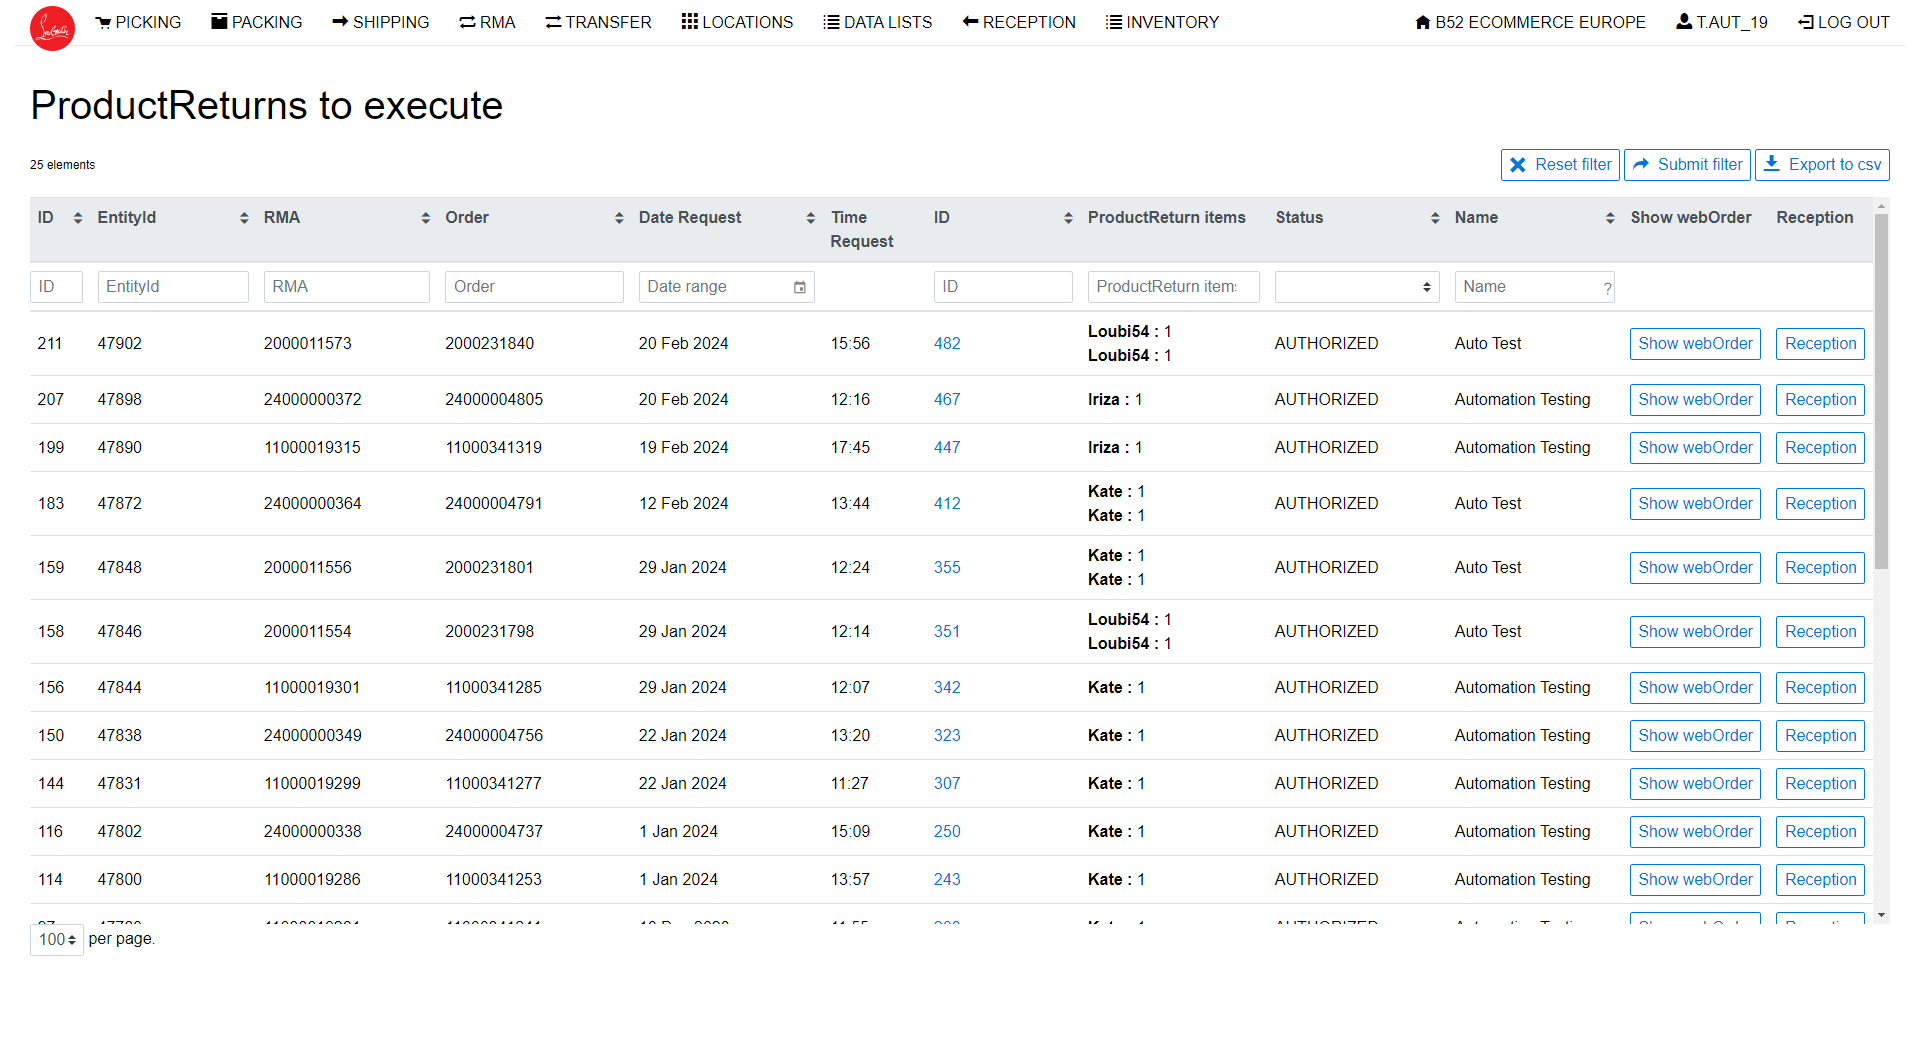 PICKING PACKING SHIPPING RMA TRANSFER LOCATIONS DATA LISTS RECEPTION INVENTORY B52 ECOMMERCE EUROPE T.AUT_19 LOG OUT
ProductReturns to execute
25 elements Reset filter Submit filter Export to csv
ID EntityId RMA Order Date Request Time Request ID ProductReturn items Status Name Show webOrder Reception
ID EntityId RMA Order Date range ID ProductReturn items Name ?
211 47902 2000011573 2000231840 20 Feb 2024 15:56 482 Loubi54 : 1 Loubi54 : 1 AUTHORIZED Auto Test Show webOrder Reception
207 47898 24000000372 24000004805 20 Feb 2024 12:16 467 Iriza : 1 AUTHORIZED Automation Testing Show webOrder Reception
199 47890 11000019315 11000341319 19 Feb 2024 17:45 447 Iriza : 1 AUTHORIZED Automation Testing Show webOrder Reception
183 47872 24000000364 24000004791 12 Feb 2024 13:44 412 Kate : 1 Kate : 1 AUTHORIZED Auto Test Show webOrder Reception
159 47848 2000011556 2000231801 29 Jan 2024 12:24 355 Kate : 1 Kate : 1 AUTHORIZED Auto Test Show webOrder Reception
158 47846 2000011554 2000231798 29 Jan 2024 12:14 351 Loubi54 : 1 Loubi54 : 1 AUTHORIZED Auto Test Show webOrder Reception
156 47844 11000019301 11000341285 29 Jan 2024 12:07 342 Kate : 1 AUTHORIZED Automation Testing Show webOrder Reception
150 47838 24000000349 24000004756 22 Jan 2024 13:20 323 Kate : 1 AUTHORIZED Automation Testing Show webOrder Reception
144 47831 11000019299 11000341277 22 Jan 2024 11:27 307 Kate : 1 AUTHORIZED Automation Testing Show webOrder Reception
116 47802 24000000338 24000004737 1 Jan 2024 15:09 250 Kate : 1 AUTHORIZED Automation Testing Show webOrder Reception
114 47800 11000019286 11000341253 1 Jan 2024 13:57 243 Kate : 1 AUTHORIZED Automation Testing Show webOrder Reception
100 per page.